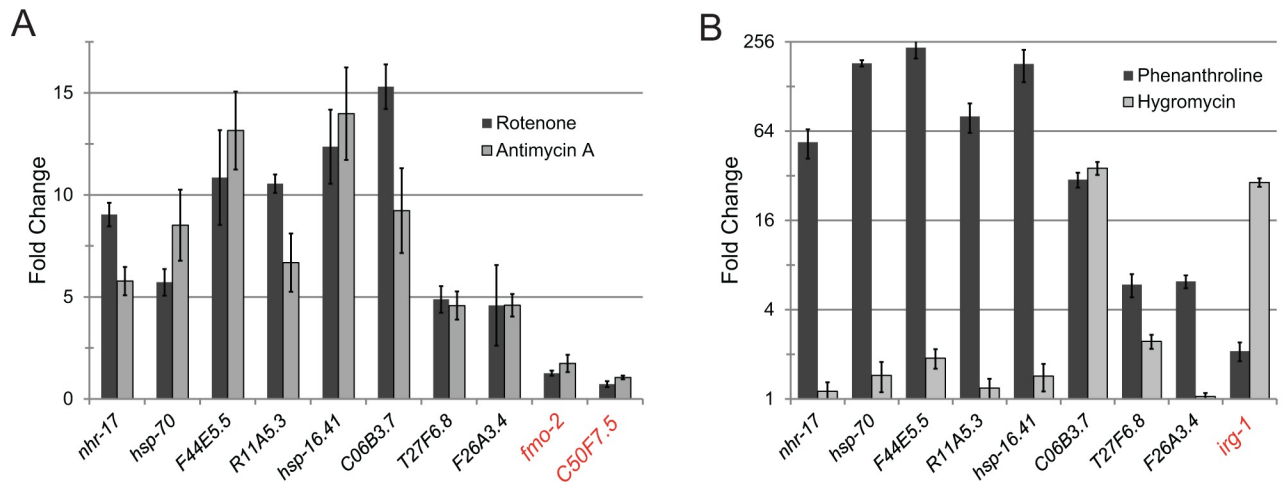 A
Fold Change
15
10
5
0
Rotenone
Antimycin A
nhr-17
hsp-70
F44E5.5
R11A5.3
hsp-16.41
C06B3.7
T27F6.8
F26A3.4
fmo-2
C50F7.5
B
Fold Change
256
64
16
4
1
Phenanthroline
Hygromycin
nhr-17
hsp-70
F44E5.5
R11A5.3
hsp-16.41
C06B3.7
T27F6.8
F26A3.4
irg-1